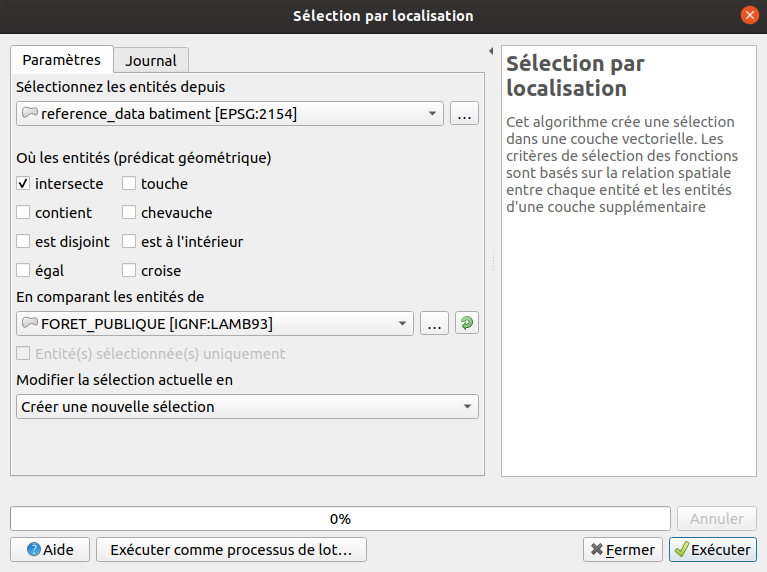 Sélection par localisation
Paramètres
Journal
Sélectionnez les entités depuis
reference_data batiment [EPSG:2154]
...
Où les entités (prédicat géométrique)
intersecte
touche
contient
chevauche
est disjoint
est à l'intérieur
égal
croise
En comparant les entités de
FORET_PUBLIQUE [IGNF:LAMB93]
...
Entité(s) sélectionnée(s) uniquement
Modifier la sélection actuelle en
Créer une nouvelle sélection
Sélection par
localisation
Cet algorithme crée une sélection
dans une couche vectorielle. Les
critères de sélection des fonctions
sont basés sur la relation spatiale
entre chaque entité et les entités
d'une couche supplémentaire
0%
Annuler
Aide
Exécuter comme processus de lot...
Fermer
Exécuter